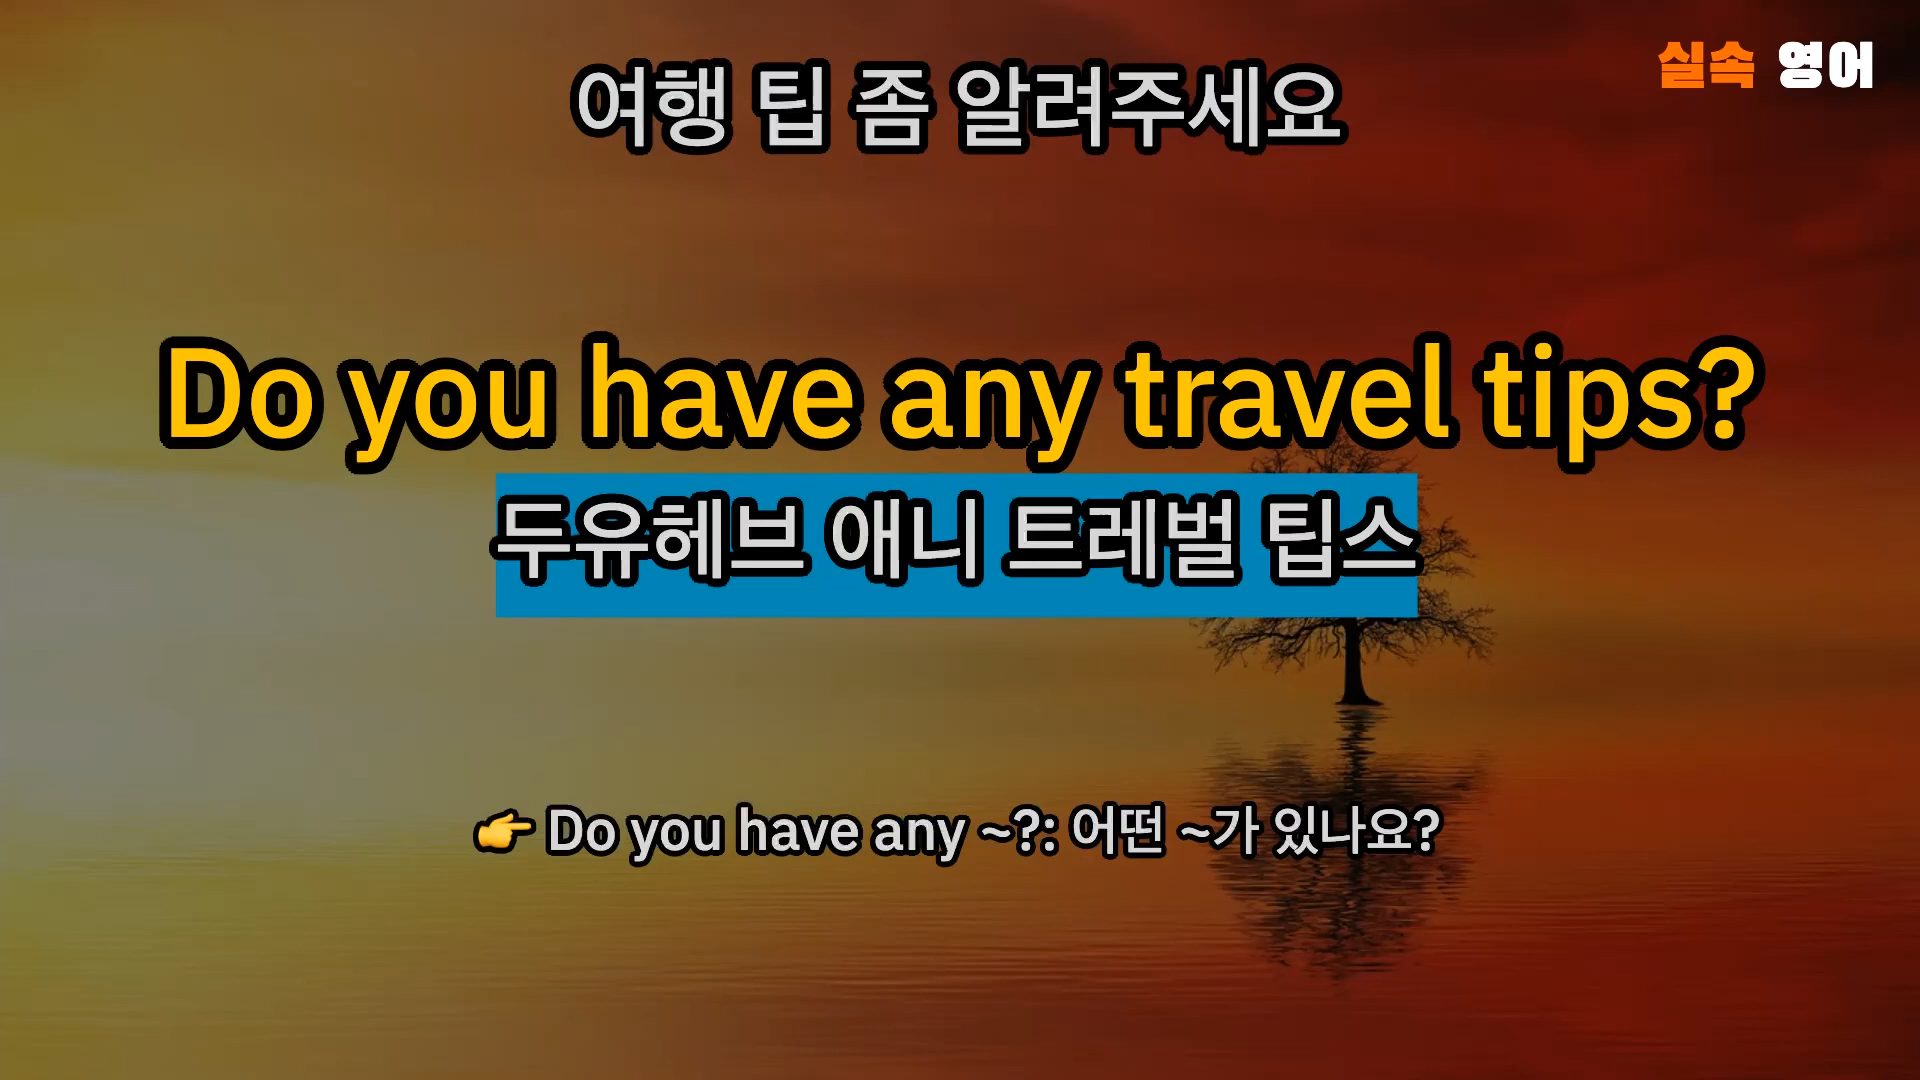 실속 영어
여행 팁 좀 알려주세요
Do you have any travel tips?
두유헤브 애니 트레벌 팁스
👉 Do you have any ~?: 어떤 ~가 있나요?